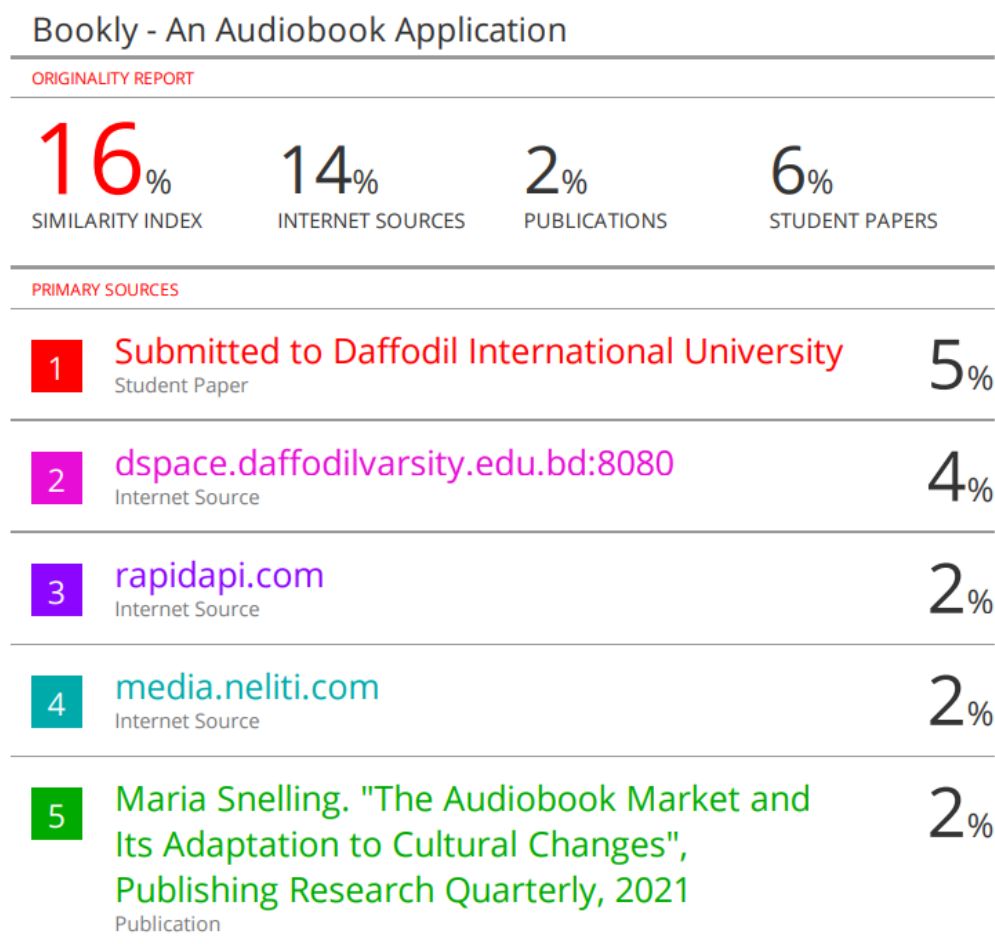 Bookly - An Audiobook Application
ORIGINALITY REPORT
16% 14% 2% 6%
SIMILARITY INDEX INTERNET SOURCES PUBLICATIONS STUDENT PAPERS
PRIMARY SOURCES
1 Submitted to Daffodil International University 5%
Student Paper
2 dspace.daffodilvarsity.edu.bd:8080 4%
Internet Source
3 rapidapi.com 2%
Internet Source
4 media.neliti.com 2%
Internet Source
5 Maria Snelling. "The Audiobook Market and 2%
Its Adaptation to Cultural Changes",
Publishing Research Quarterly, 2021
Publication